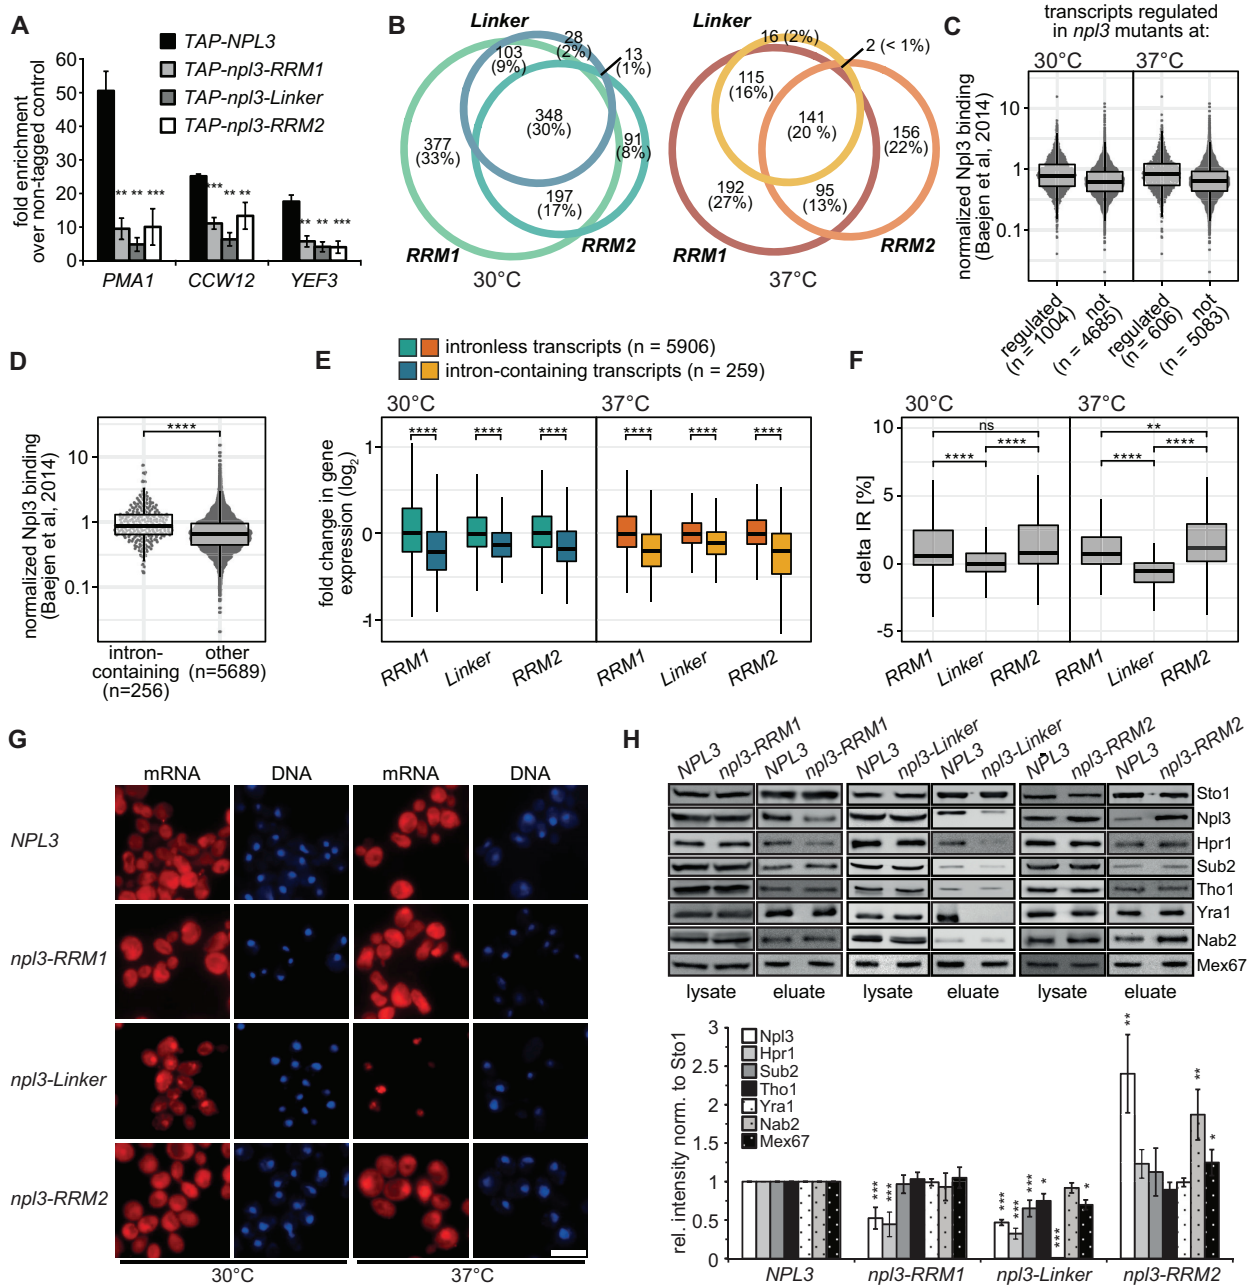 A
TAP-NPL3
TAP-npl3-RRM1
TAP-npl3-Linker
TAP-npl3-RRM2
fold enrichment
over non-tagged control
60
50
40
30
20
10
0
** ** ***
*** ** **
** ** ***
PMA1 CCW12 YEF3
B
Linker
28
(2%)
103
(9%)
13
(1%)
348
(30%)
377
(33%)
91
(8%)
197
(17%)
RRM1
RRM2
30°C
Linker
16 (2%)
2 (< 1%)
115
(16%)
141
(20 %)
156
(22%)
192
(27%)
95
(13%)
RRM1
RRM2
37°C
C
transcripts regulated
in npl3 mutants at:
30°C 37°C
normalized Npl3 binding
(Baejen et al, 2014)
10
1
0.1
regulated
(n = 1004)
not
(n = 4685)
regulated
(n = 606)
not
(n = 5083)
D
normalized Npl3 binding
(Baejen et al, 2014)
****
10
1
0.1
intron-
containing
(n=256)
other
(n=5689)
E
intronless transcripts (n = 5906)
intron-containing transcripts (n = 259)
30°C 37°C
fold change in gene
expression (log2)
1
0
-1
**** **** **** **** **** ****
RRM1 Linker RRM2 RRM1 Linker RRM2
F
30°C 37°C
delta IR [%]
10
5
0
-5
ns
**** ****
**
**** ****
RRM1 Linker RRM2 RRM1 Linker RRM2
G
mRNA DNA mRNA DNA
NPL3
npl3-RRM1
npl3-Linker
npl3-RRM2
30°C 37°C
H
NPL3 npl3-RRM1 NPL3 npl3-RRM1 NPL3 npl3-Linker NPL3 npl3-Linker NPL3 npl3-RRM2 NPL3 npl3-RRM2
Sto1
Npl3
Hpr1
Sub2
Tho1
Yra1
Nab2
Mex67
lysate eluate lysate eluate lysate eluate
rel. intensity norm. to Sto1
3
2.5
2
1.5
1
0.5
0
Npl3
Hpr1
Sub2
Tho1
Yra1
Nab2
Mex67
*** ***
*** *** *** * *** *
** ** *
NPL3 npl3-RRM1 npl3-Linker npl3-RRM2